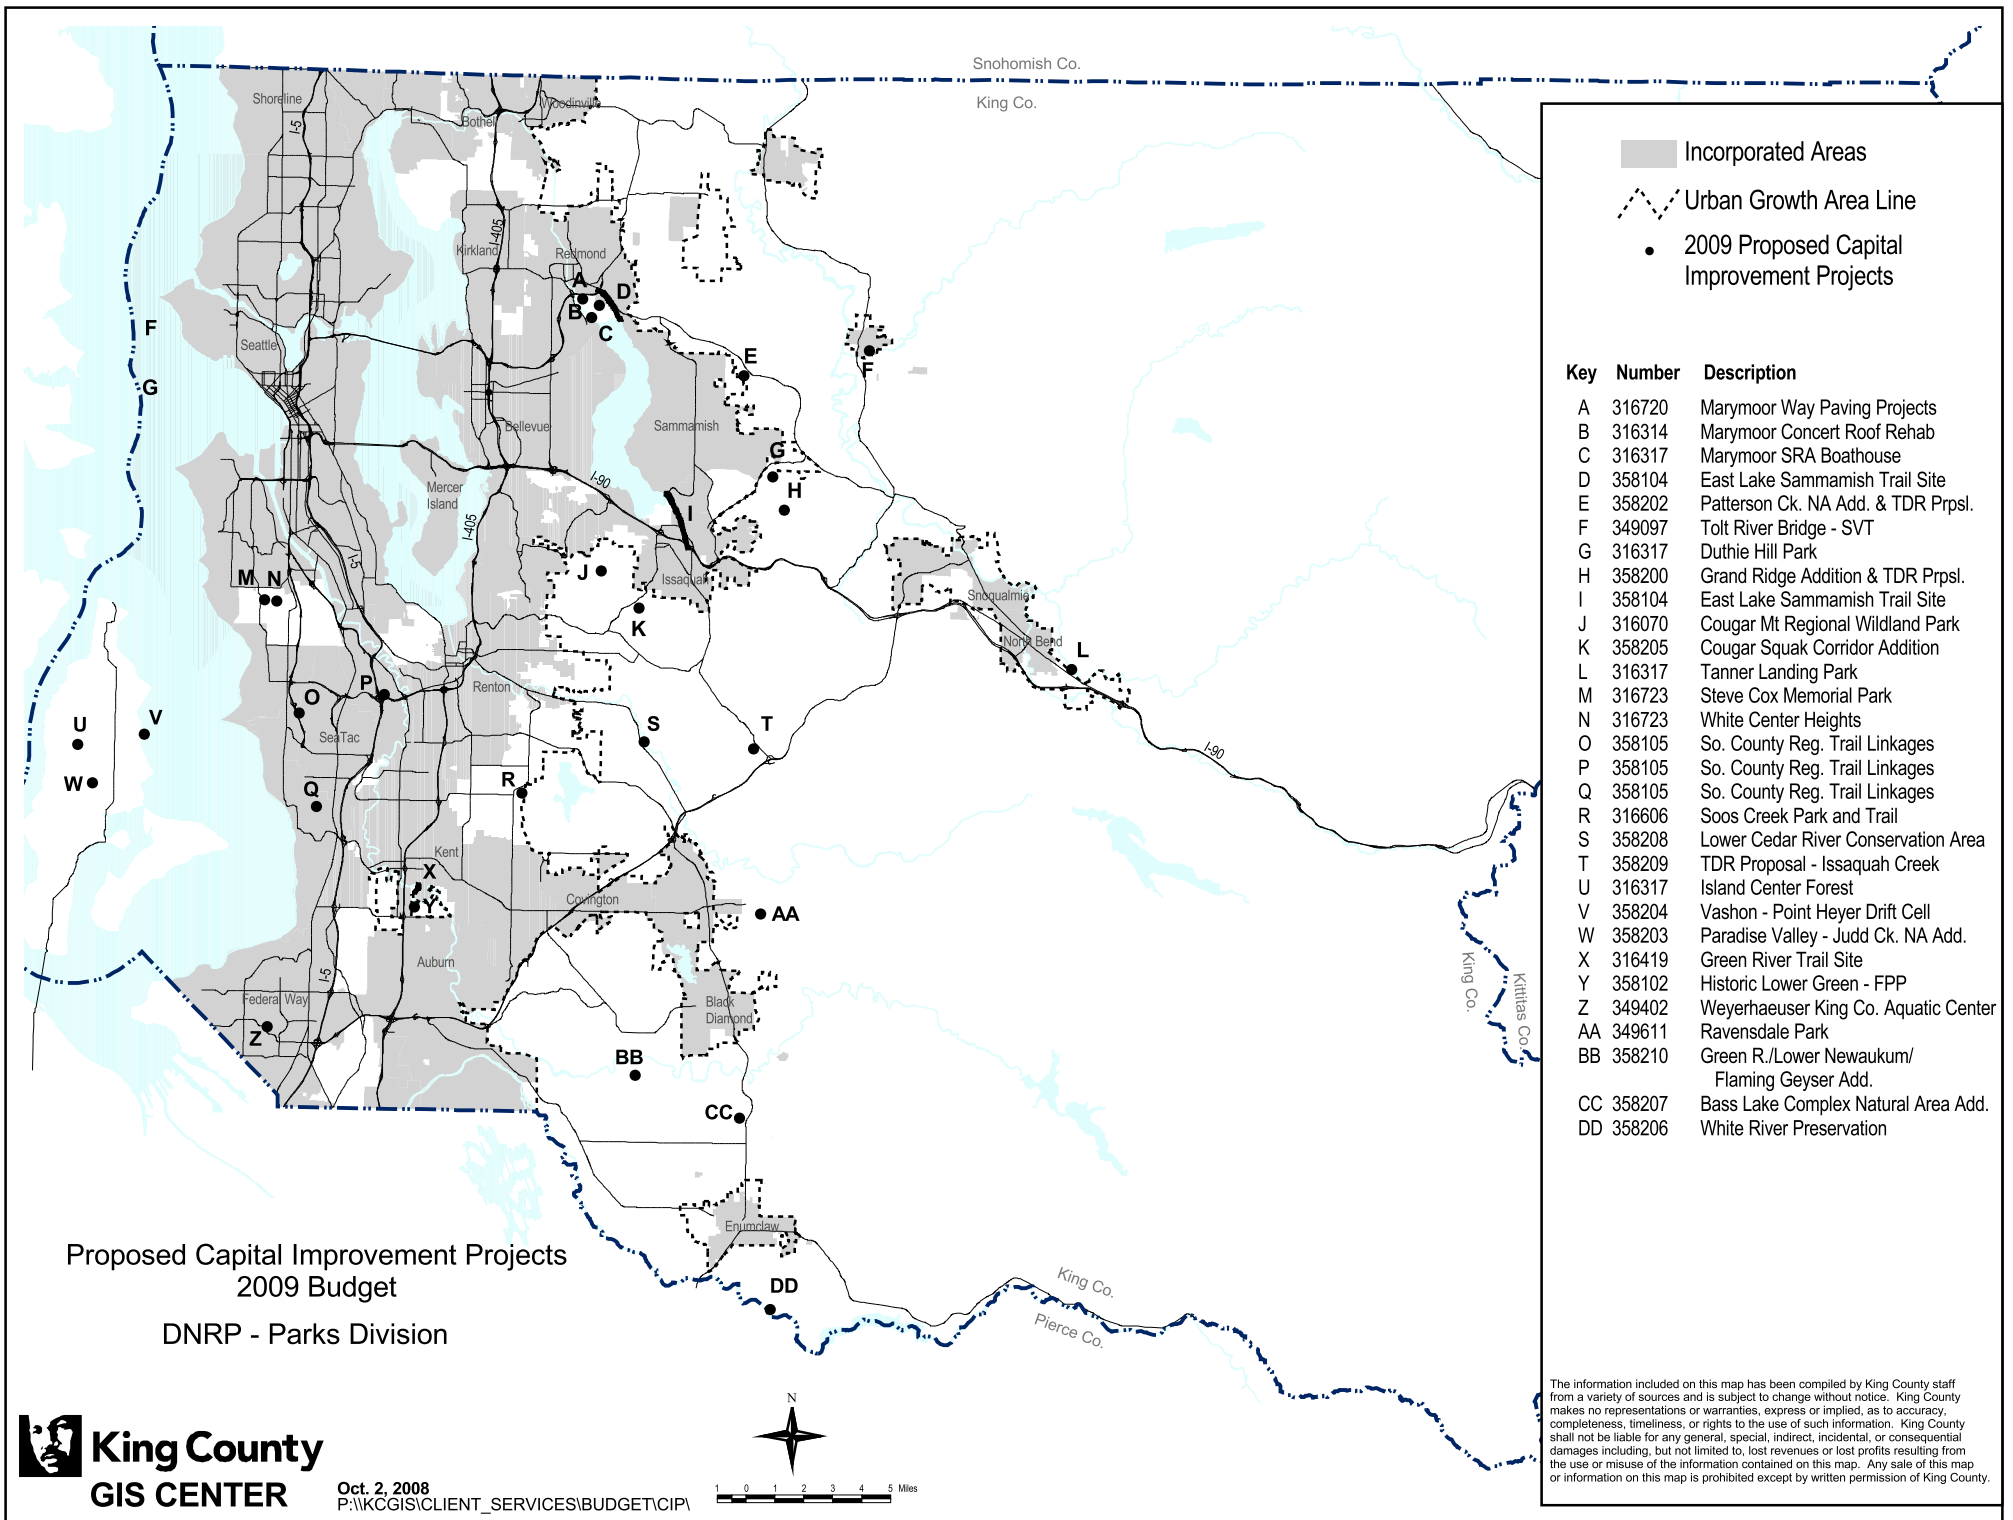 Snohomish Co.
King Co.
Shoreline
Woodinville
Bothell
I-5
I-405
Kirkland
Redmond
A
D
B
C
F
Seattle
E
F
G
Bellevue
Sammamish
G
I-90
Mercer
Island
H
I
I-405
I-5
J
Issaquah
M N
Snoqualmie
K
North Bend
L
P
Renton
O
U
V
S
T
SeaTac
I-90
W
R
Q
Kent
X
Covington
Y
AA
Auburn
I-5
Federal Way
Black
Diamond
Z
King Co.
Kittitas Co.
BB
CC
Enumclaw
DD
King Co.
Pierce Co.
Incorporated Areas
Urban Growth Area Line
2009 Proposed Capital
Improvement Projects
Key Number Description
A 316720 Marymoor Way Paving Projects
B 316314 Marymoor Concert Roof Rehab
C 316317 Marymoor SRA Boathouse
D 358104 East Lake Sammamish Trail Site
E 358202 Patterson Ck. NA Add. & TDR Prpsl.
F 349097 Tolt River Bridge - SVT
G 316317 Duthie Hill Park
H 358200 Grand Ridge Addition & TDR Prpsl.
I 358104 East Lake Sammamish Trail Site
J 316070 Cougar Mt Regional Wildland Park
K 358205 Cougar Squak Corridor Addition
L 316317 Tanner Landing Park
M 316723 Steve Cox Memorial Park
N 316723 White Center Heights
O 358105 So. County Reg. Trail Linkages
P 358105 So. County Reg. Trail Linkages
Q 358105 So. County Reg. Trail Linkages
R 316606 Soos Creek Park and Trail
S 358208 Lower Cedar River Conservation Area
T 358209 TDR Proposal - Issaquah Creek
U 316317 Island Center Forest
V 358204 Vashon - Point Heyer Drift Cell
W 358203 Paradise Valley - Judd Ck. NA Add.
X 316419 Green River Trail Site
Y 358102 Historic Lower Green - FPP
Z 349402 Weyerhaeuser King Co. Aquatic Center
AA 349611 Ravensdale Park
BB 358210 Green R./Lower Newaukum/
Flaming Geyser Add.
CC 358207 Bass Lake Complex Natural Area Add.
DD 358206 White River Preservation
Proposed Capital Improvement Projects
2009 Budget
DNRP - Parks Division
King County
GIS CENTER
Oct. 2, 2008
P:\\KCGIS\CLIENT_SERVICES\BUDGET\CIP\
N
1 0 1 2 3 4 5 Miles
The information included on this map has been compiled by King County staff
from a variety of sources and is subject to change without notice. King County
makes no representations or warranties, express or implied, as to accuracy,
completeness, timeliness, or rights to the use of such information. King County
shall not be liable for any general, special, indirect, incidental, or consequential
damages including, but not limited to, lost revenues or lost profits resulting from
the use or misuse of the information contained on this map. Any sale of this map
or information on this map is prohibited except by written permission of King County.